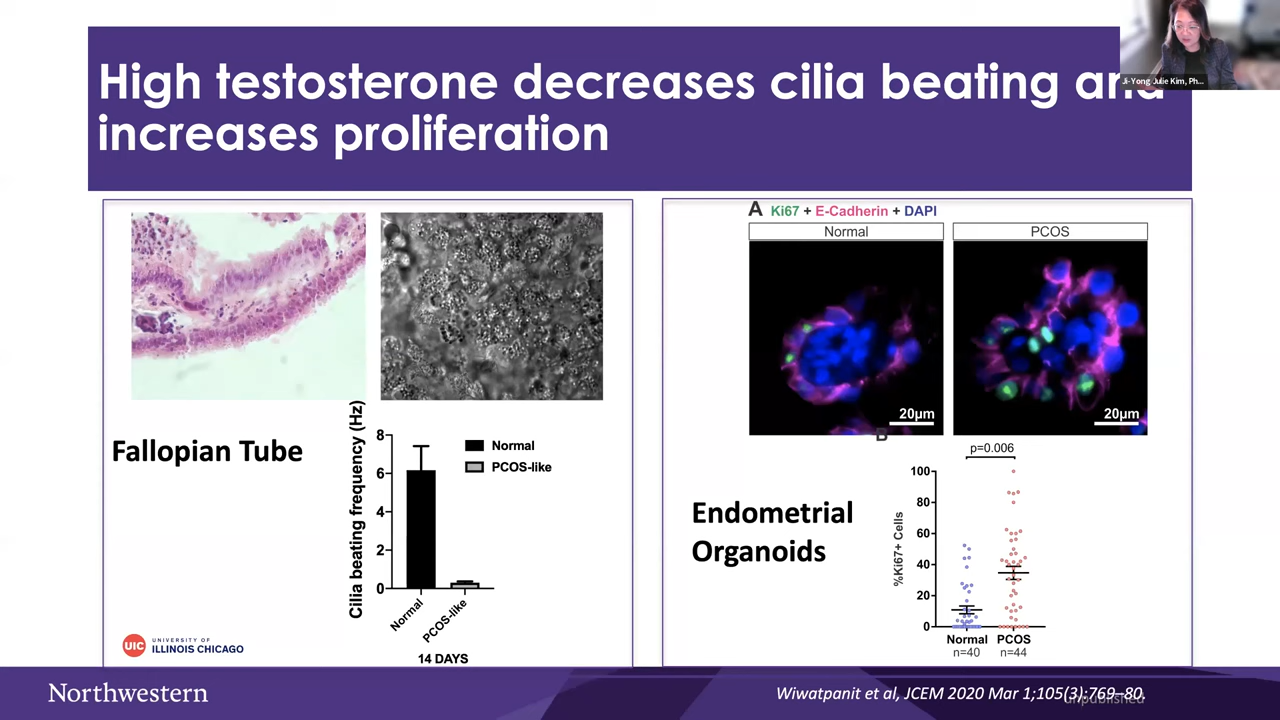 High testosterone decreases cilia beating and
increases proliferation
Ji-Yong Julie Kim, Ph...
A Ki67 + E-Cadherin + DAPI
Normal
PCOS
20μm
20μm
Fallopian Tube
Cilia beating frequency (Hz)
8
6
4
2
0
Normal
PCOS-like
Normal
PCOS-like
14 DAYS
UIC
UNIVERSITY OF
ILLINOIS CHICAGO
B
p=0.006
Endometrial
Organoids
%Ki67+ Cells
100
80
60
40
20
0
Normal
n=40
PCOS
n=44
Northwestern
Wiwatpanit et al, JCEM 2020 Mar 1;105(3):769–80.
unpublished